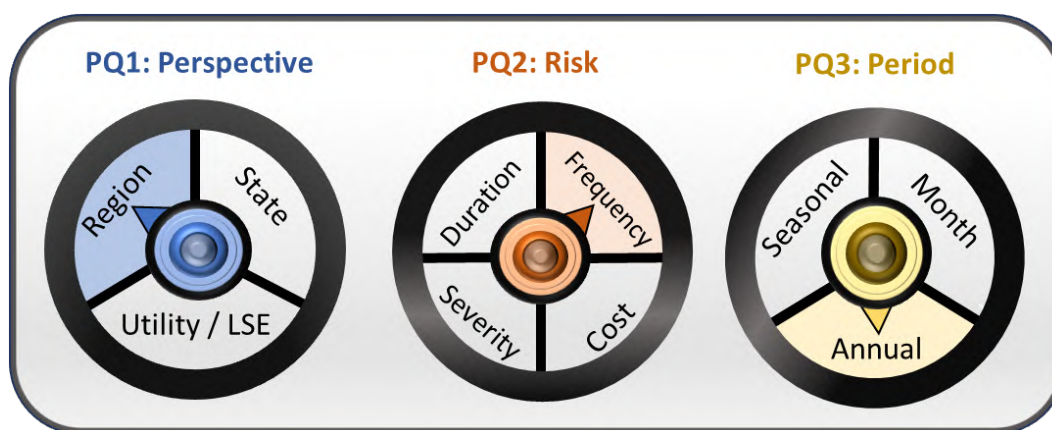 PQ1: Perspective
PQ2: Risk
PQ3: Period
Region
State
Utility / LSE
Duration
Frequency
Severity
Cost
Seasonal
Month
Annual